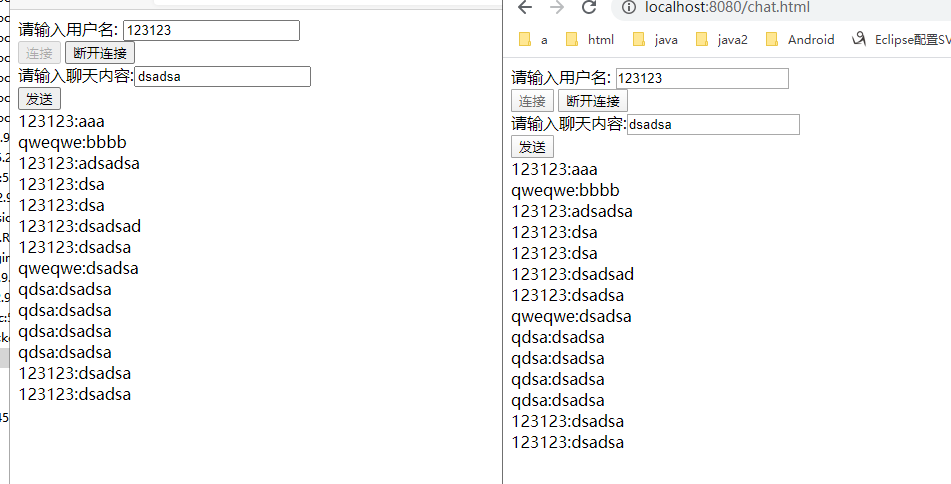 请输入用户名: 123123
连接 断开连接
请输入聊天内容:dsadsa
发送
123123:aaa
qweqwe:bbbb
123123:adsadsa
123123:dsa
123123:dsa
123123:dsadsad
123123:dsadsa
qweqwe:dsadsa
qdsa:dsadsa
qdsa:dsadsa
qdsa:dsadsa
qdsa:dsadsa
123123:dsadsa
123123:dsadsa
localhost:8080/chat.html
a html java java2 Android Eclipse配置SV
请输入用户名: 123123
连接 断开连接
请输入聊天内容:dsadsa
发送
123123:aaa
qweqwe:bbbb
123123:adsadsa
123123:dsa
123123:dsa
123123:dsadsad
123123:dsadsa
qweqwe:dsadsa
qdsa:dsadsa
qdsa:dsadsa
qdsa:dsadsa
qdsa:dsadsa
123123:dsadsa
123123:dsadsa